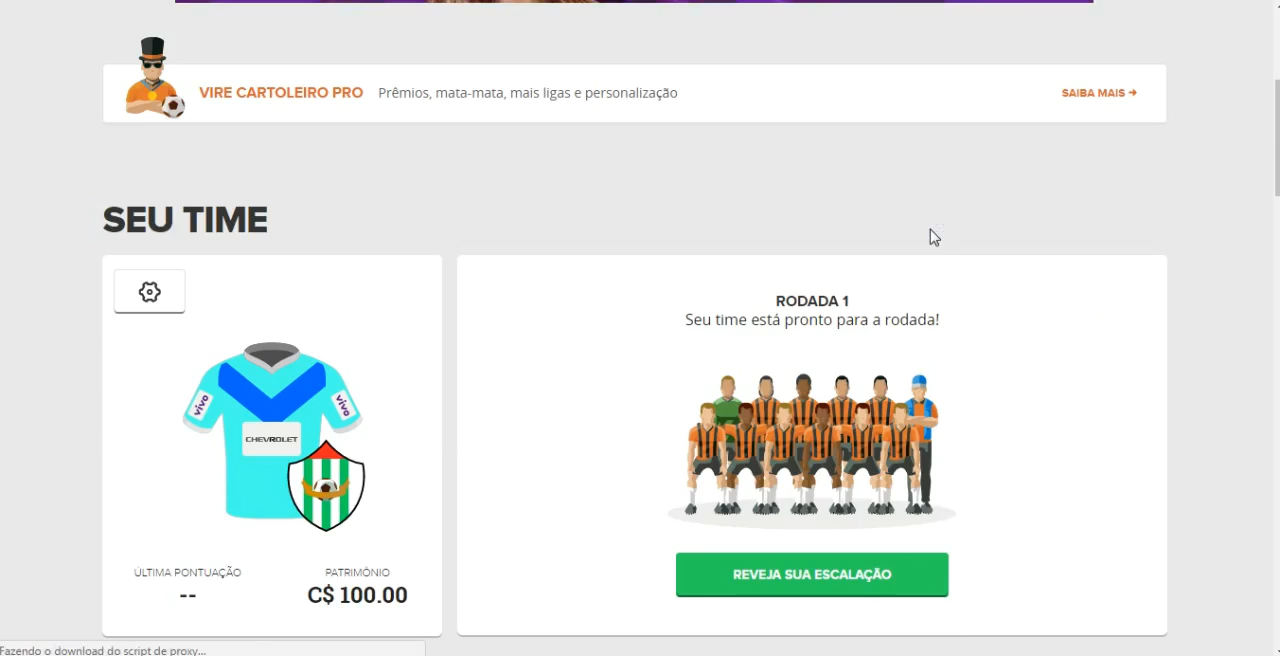 VIRE CARTOLEIRO PRO Prêmios, mata-mata, mais ligas e personalização SAIBA MAIS →
SEU TIME
vivo
vivo
CHEVROLET
ÚLTIMA PONTUAÇÃO
--
PATRIMÔNIO
C$ 100.00
RODADA 1
Seu time está pronto para a rodada!
REVEJA SUA ESCALAÇÃO
Fazendo o download do script de proxy...